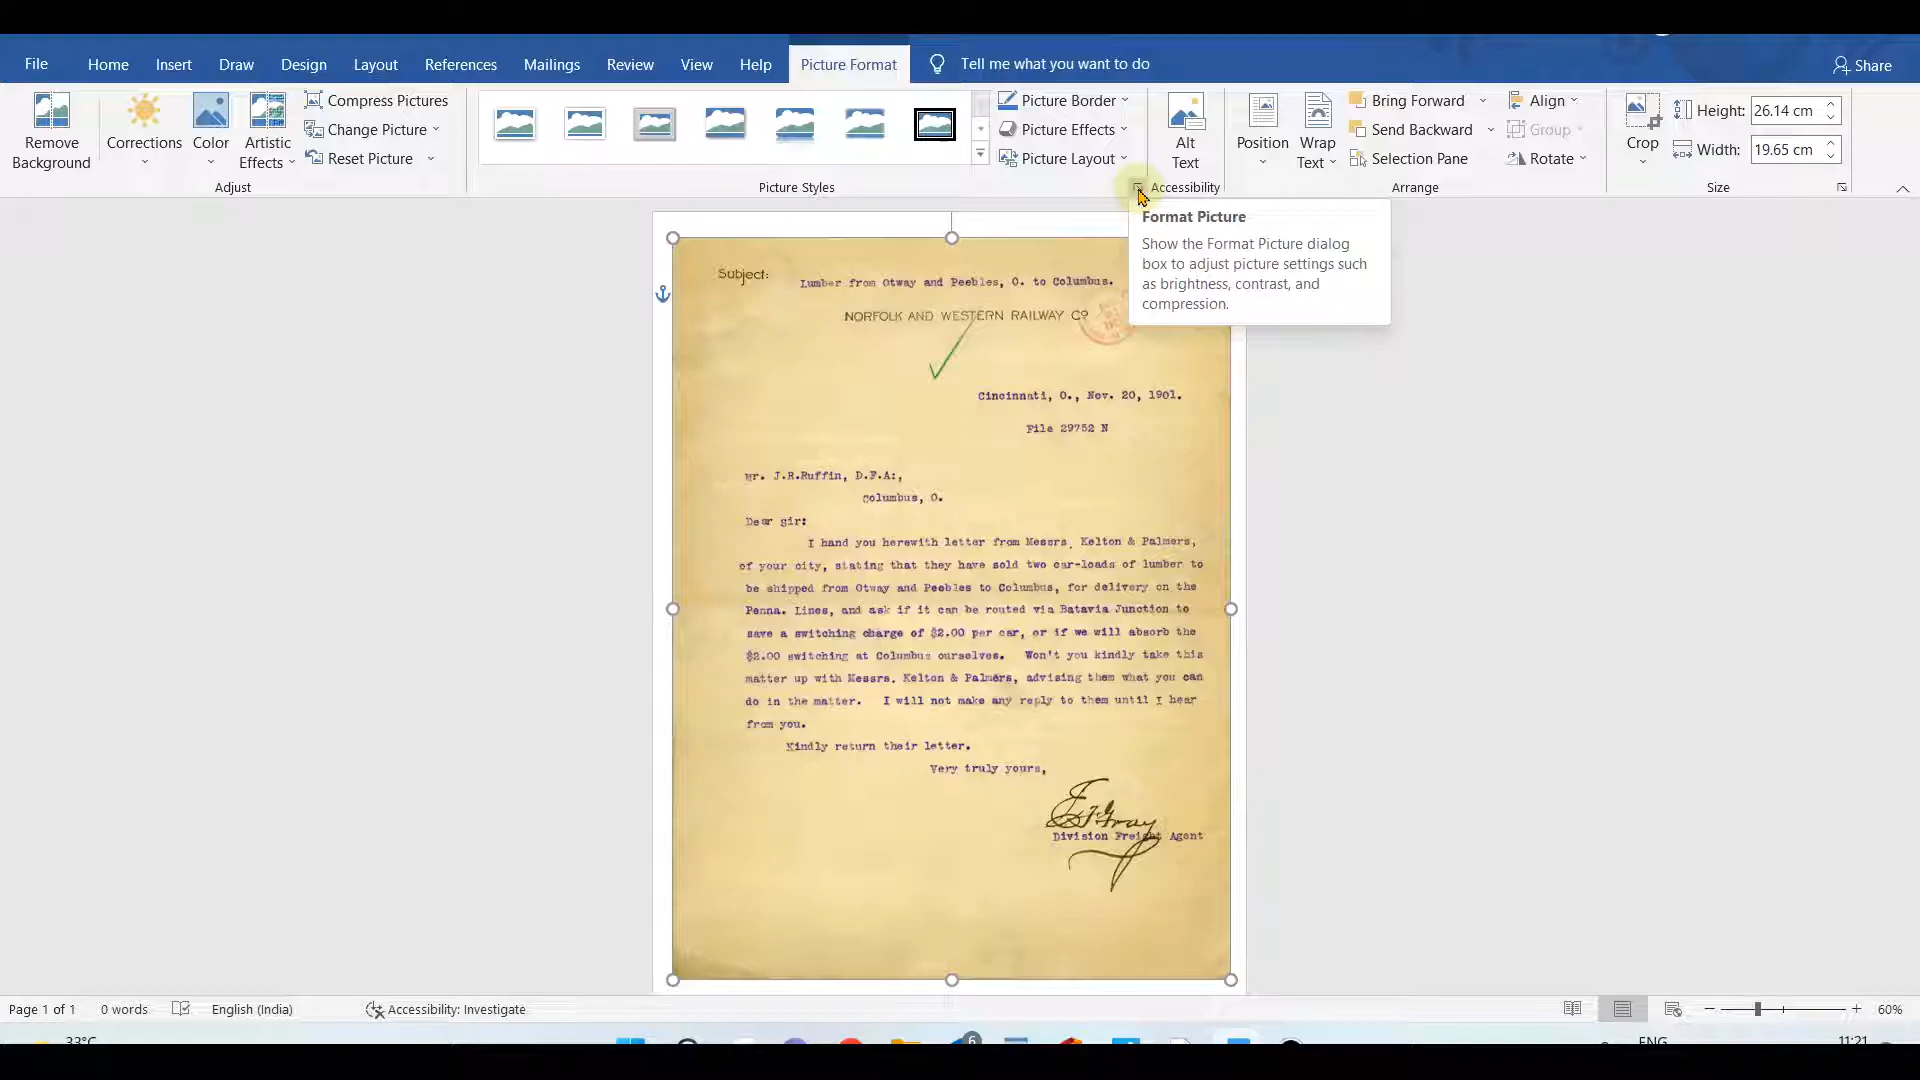 File Home Insert Draw Design Layout References Mailings Review View Help Picture Format Tell me what you want to do Share
Remove Background
Corrections
Color
Artistic Effects
Compress Pictures
Change Picture
Reset Picture
Adjust
Picture Styles
Picture Border
Picture Effects
Picture Layout
Alt Text
Accessibility
Position
Wrap Text
Bring Forward
Send Backward
Selection Pane
Align
Group
Rotate
Arrange
Crop
Height: 26.14 cm
Width: 19.65 cm
Size
Format Picture
Show the Format Picture dialog
box to adjust picture settings such
as brightness, contrast, and
compression.
Subject: Lumber from Otway and Peebles, O. to Columbus.
NORFOLK AND WESTERN RAILWAY Cº
Cincinnati, O., Nov. 20, 1901.
File 29752 N
Mr. J.R.Ruffin, D.F.A:,
Columbus, O.
Dear sir:
I hand you herewith letter from Messrs. Kelton & Palmers,
of your city, stating that they have sold two car-loads of lumber to
be shipped from Otway and Peebles to Columbus, for delivery on the
Penna. Lines, and ask if it can be routed via Batavia Junction to
save a switching charge of $2.00 per car, or if we will absorb the
$2.00 switching at Columbus ourselves. Won't you kindly take this
matter up with Messrs. Kelton & Palmers, advising them what you can
do in the matter. I will not make any reply to them until I hear
from you.
Kindly return their letter.
Very truly yours,
Division Freight Agent
Page 1 of 1 0 words English (India) Accessibility: Investigate 60%
33°C 6 ENG 11:21